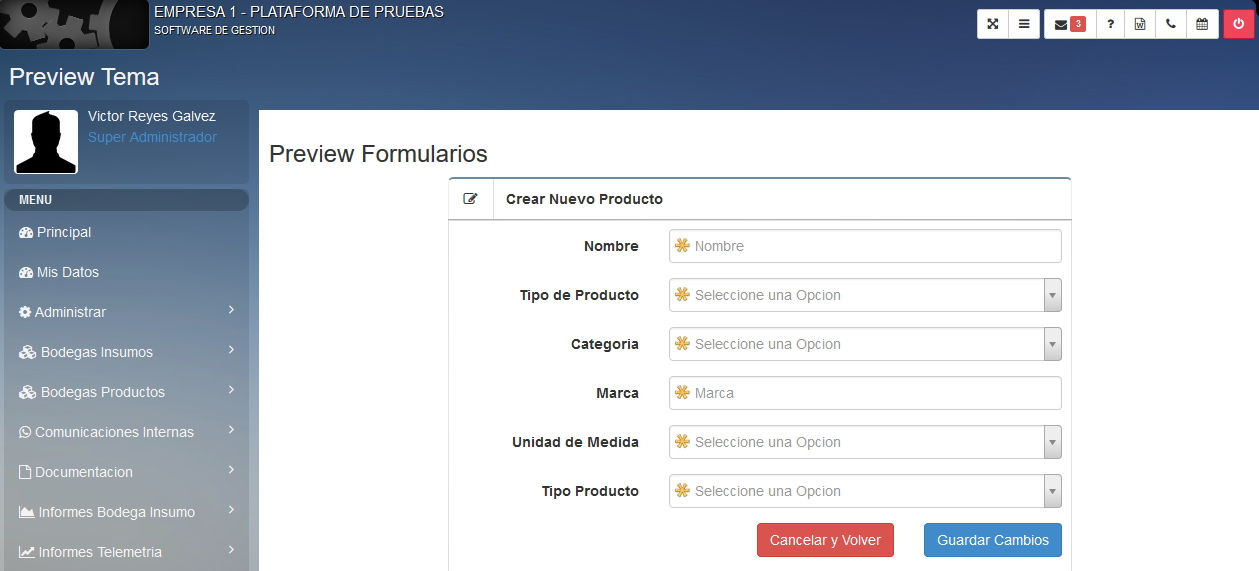 EMPRESA 1 - PLATAFORMA DE PRUEBAS
SOFTWARE DE GESTION
3
?
W
Preview Tema
Victor Reyes Galvez
Super Administrador
MENU
Principal
Mis Datos
Administrar
Bodegas Insumos
Bodegas Productos
Comunicaciones Internas
Documentacion
Informes Bodega Insumo
Informes Telemetria
Preview Formularios
Crear Nuevo Producto
Nombre Nombre
Tipo de Producto Seleccione una Opcion
Categoria Seleccione una Opcion
Marca Marca
Unidad de Medida Seleccione una Opcion
Tipo Producto Seleccione una Opcion
Cancelar y Volver Guardar Cambios